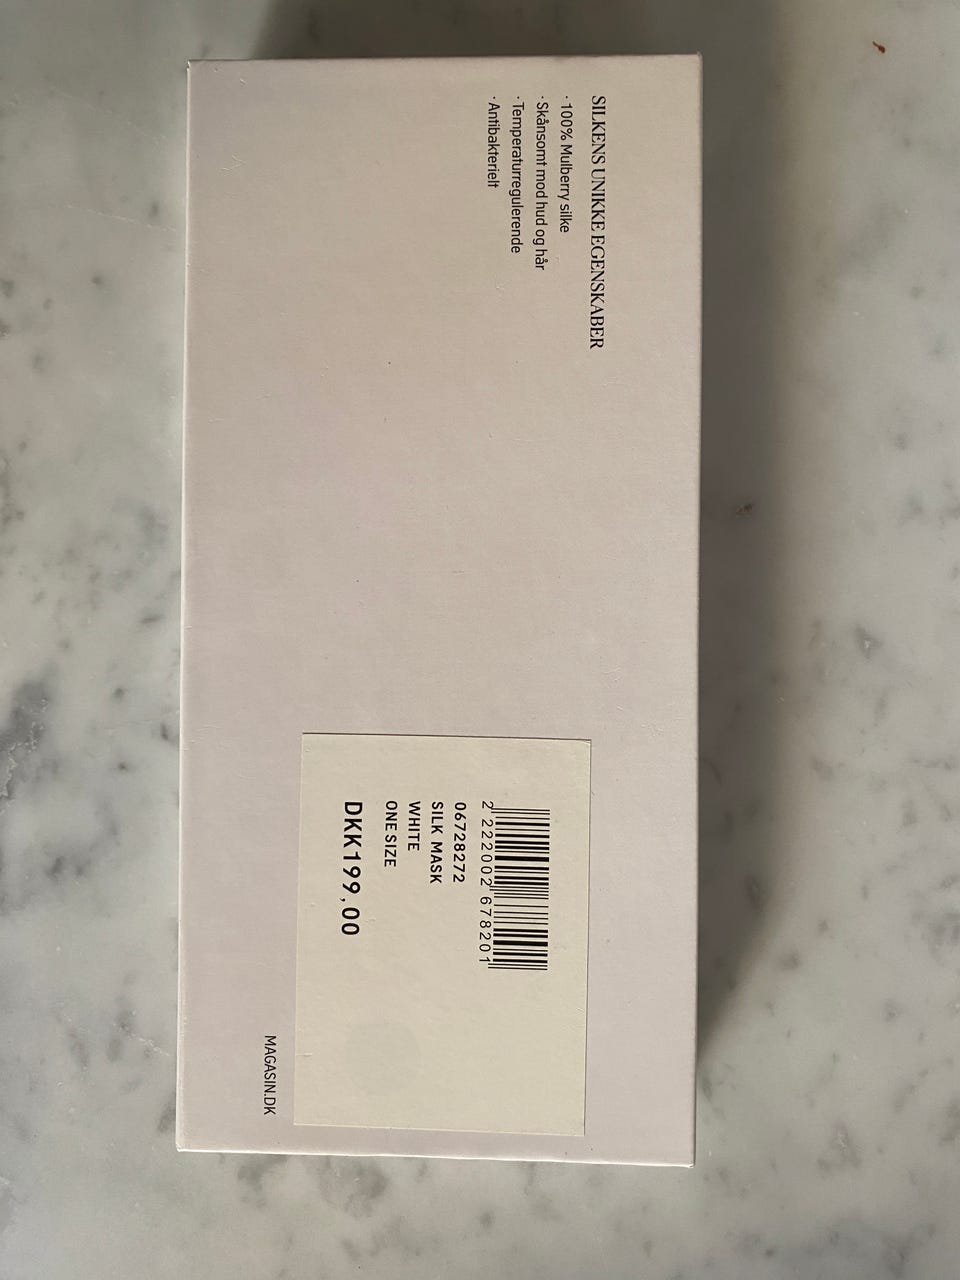 SILKENS UNIKKE EGENSKABER
· 100% Mulberry silke
· Skånsomt mod hud og hår
· Temperaturregulerende
· Antibakterielt
2 222002 678201
06728272
SILK MASK
WHITE
ONE SIZE
DKK199,00
MAGASIN.DK